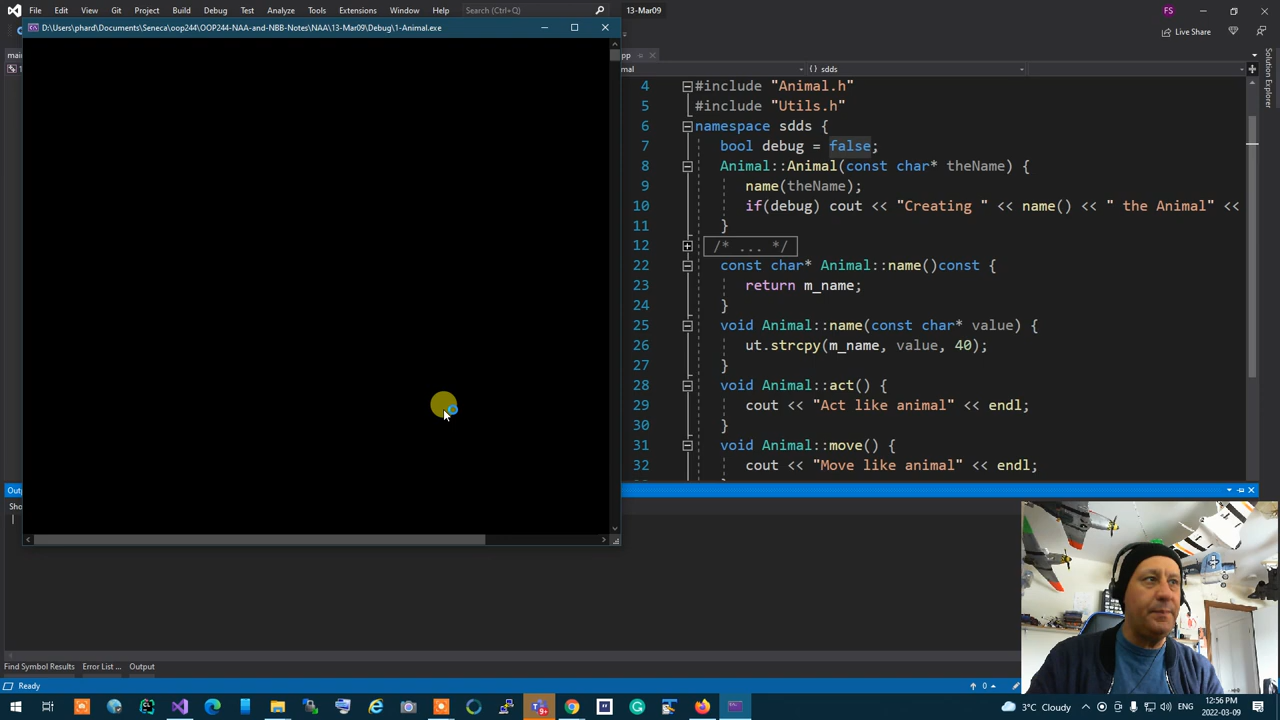 File Edit View Git Project Build Debug Test Analyze Tools Extensions Window Help Search (Ctrl+Q) 13-Mar09 FS
D:\Users\phard\Documents\Seneca\oop244\OOP244-NAA-and-NBB-Notes\NAA\13-Mar09\Debug\1-Animal.exe
Live Share
sdds
Solution Explorer
4 #include "Animal.h"
5 #include "Utils.h"
6 namespace sdds {
7 bool debug = false;
8 Animal::Animal(const char* theName) {
9 name(theName);
10 if(debug) cout << "Creating " << name() << " the Animal" <<
11 }
12 /* ... */
22 const char* Animal::name()const {
23 return m_name;
24 }
25 void Animal::name(const char* value) {
26 ut.strcpy(m_name, value, 40);
27 }
28 void Animal::act() {
29 cout << "Act like animal" << endl;
30 }
31 void Animal::move() {
32 cout << "Move like animal" << endl;
Find Symbol Results Error List ... Output
Ready 0
3°C Cloudy ENG 12:56 PM
2022-03-09